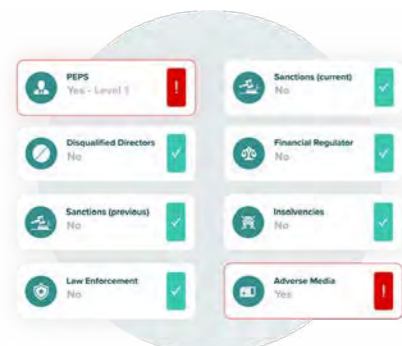 PEPS
Yes - Level 1
!
Sanctions (current)
No
Disqualified Directors
No
Financial Regulator
No
Sanctions (previous)
No
Insolvencies
No
Law Enforcement
No
Adverse Media
Yes
!